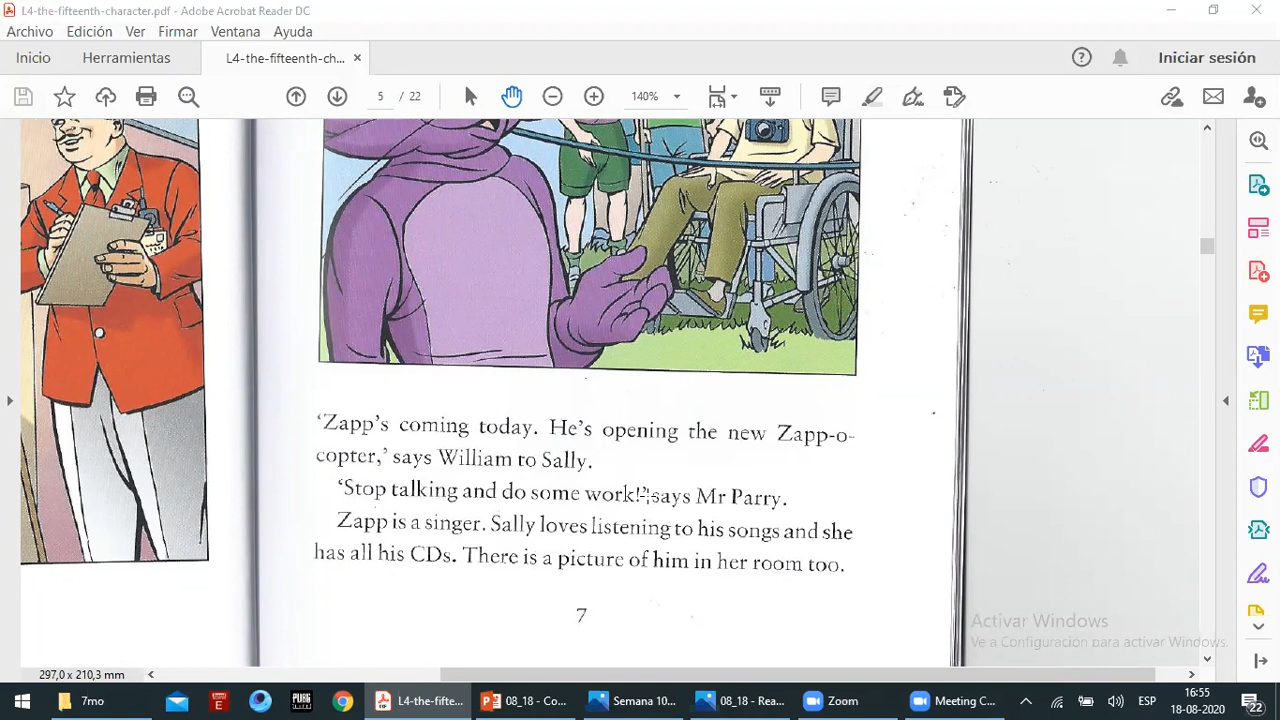 L4-the-fifteenth-character.pdf - Adobe Acrobat Reader DC
Archivo Edición Ver Firmar Ventana Ayuda
Inicio Herramientas L4-the-fifteenth-ch... × Iniciar sesión
5 / 22 140%
‘Zapp’s coming today. He’s opening the new Zapp-o-
copter,’ says William to Sally.
‘Stop talking and do some work!’ says Mr Parry.
Zapp is a singer. Sally loves listening to his songs and she
has all his CDs. There is a picture of him in her room too.
7
Activar Windows
Ve a Configuración para activar Windows.
297,0 x 210,3 mm
7mo PUBG L4-the-fiftee... 08_18 - Co... Semana 10... 08_18 - Rea... Zoom Meeting C... ESP 16:55
18-08-2020 22